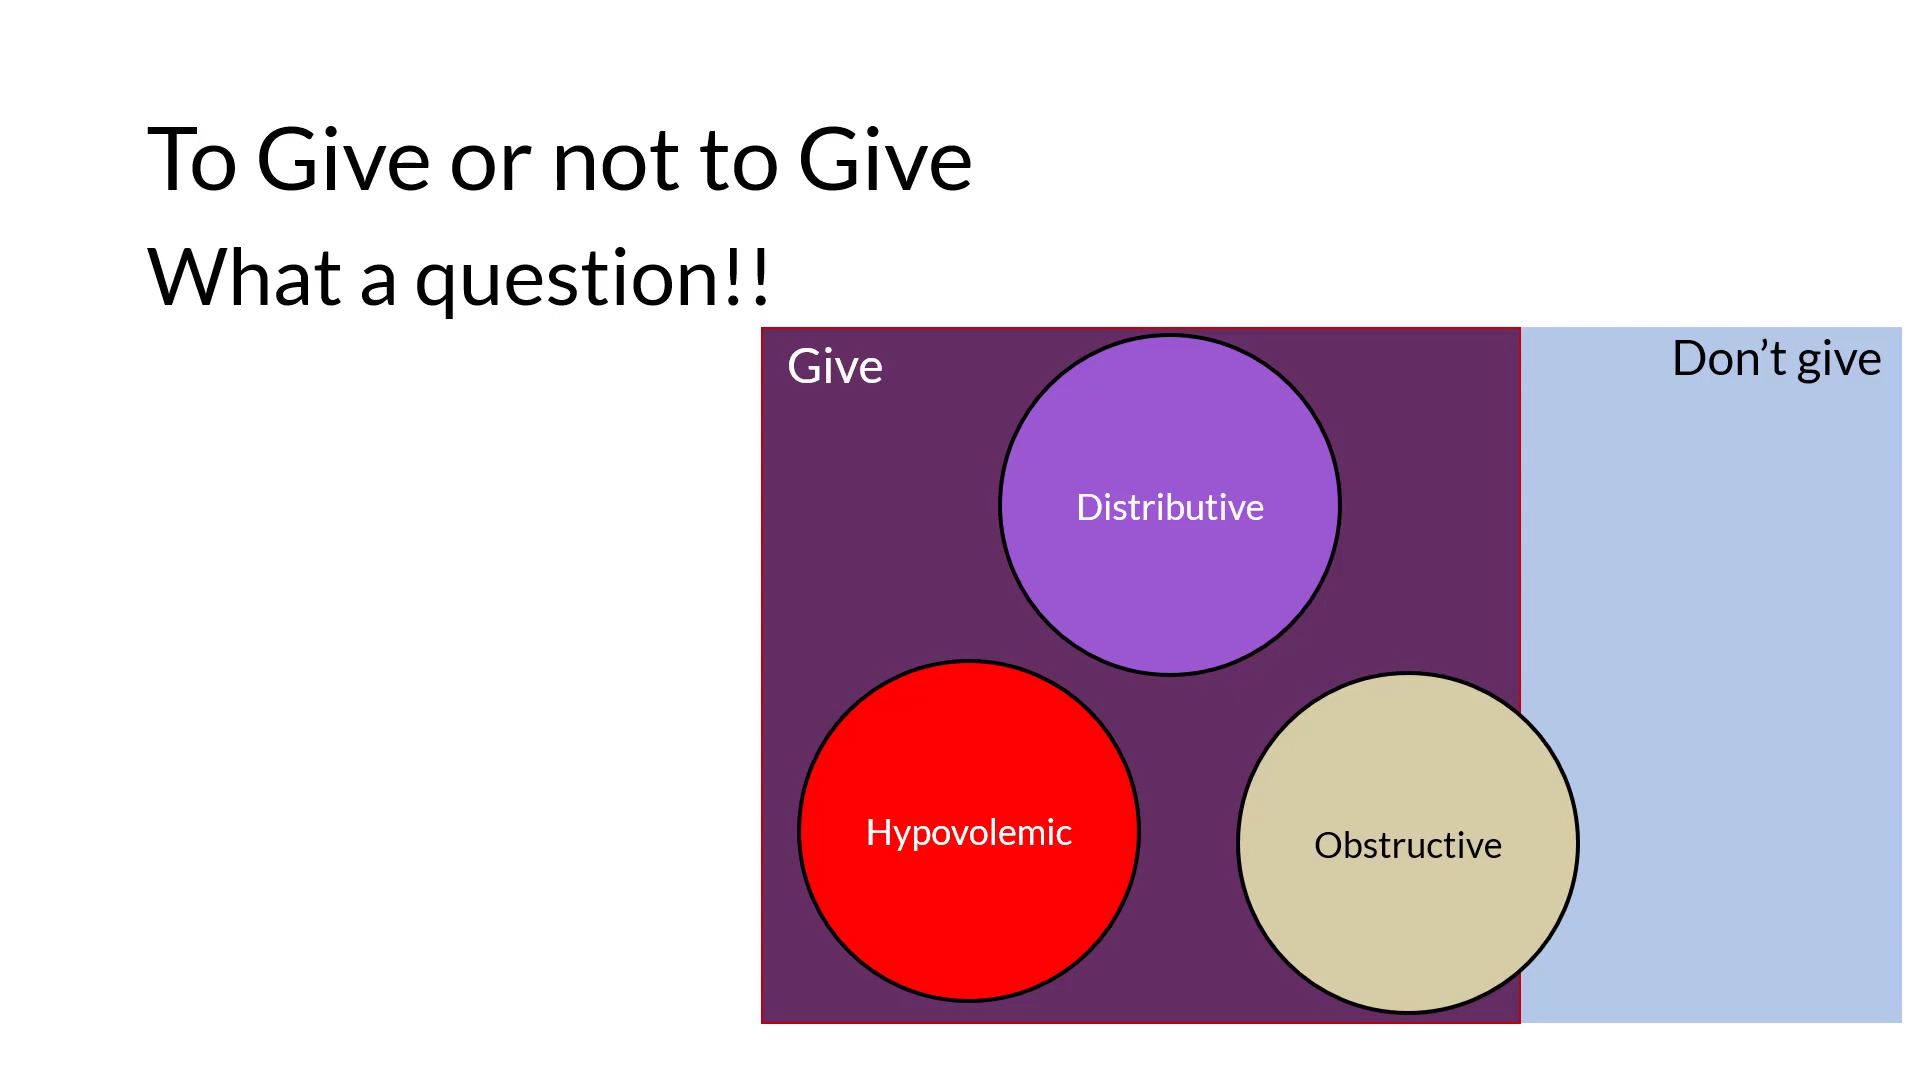 To Give or not to Give
What a question!!
Give
Don’t give
Distributive
Hypovolemic
Obstructive